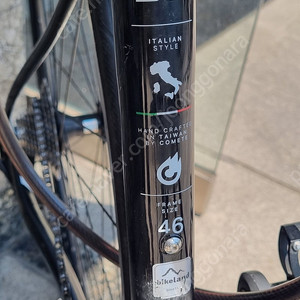 ITALIAN
STYLE
HAND CRAFTED
IN TAIWAN
BY COMETE
FRAME
SIZE
46
bikeland